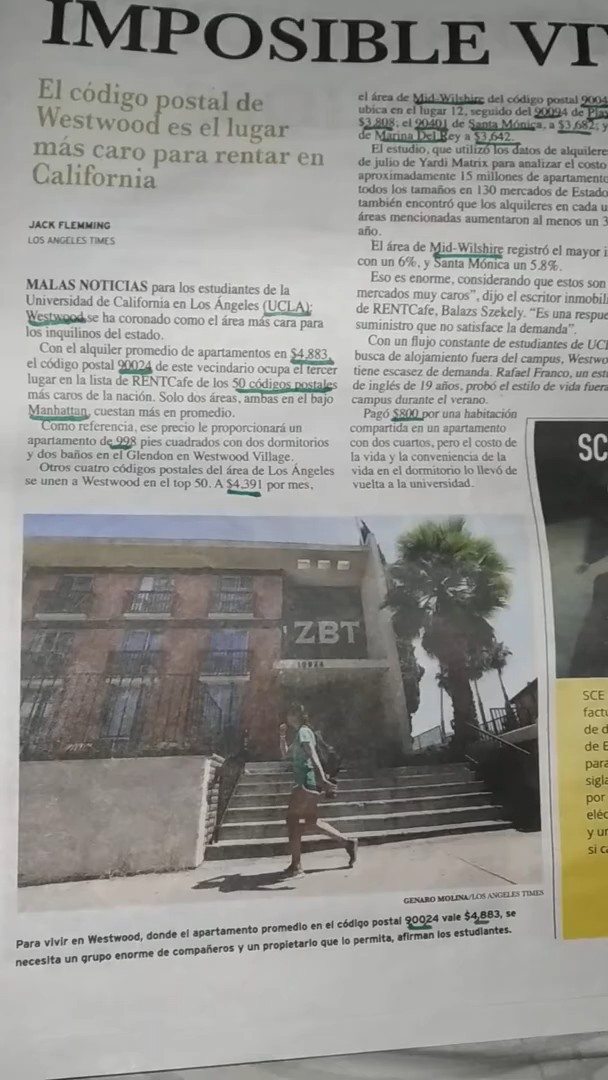 IMPOSIBLE
El código postal de
Westwood es el lugar
más caro para rentar en
California
JACK FLEMMING
LOS ANGELES TIMES
MALAS NOTICIAS para los estudiantes de la
Universidad de California en Los Ángeles (UCLA):
Westwood se ha coronado como el área más cara para
los inquilinos del estado.
Con el alquiler promedio de apartamentos en $4,883,
el código postal 90024 de este vecindario ocupa el tercer
lugar en la lista de RENTCafe de los 50 códigos postales
más caros de la nación. Solo dos áreas, ambas en el bajo
Manhattan, cuestan más en promedio.
Como referencia, ese precio le proporcionará un
apartamento de 998 pies cuadrados con dos dormitorios
y dos baños en el Glendon en Westwood Village.
Otros cuatro códigos postales del área de Los Ángeles
se unen a Westwood en el top 50. A $4,391 por mes,
el área de Mid-Wilshire del código postal
ubica en el lugar 12, seguido del 90094 de
$3,808; el 90401 de Santa Mónica, a $3,682; y
de Marina Del Rey a $3,642.
El estudio, que utilizó los datos de
de julio de Yardi Matrix para analizar el costo
aproximadamente 15 millones de
todos los tamaños en 130 mercados de
también encontró que los alquileres en cada
áreas mencionadas aumentaron al menos un
año.
El área de Mid-Wilshire registró el mayor
con un 6%, y Santa Mónica un 5.8%.
Eso es enorme, considerando que estos son
mercados muy caros”, dijo el escritor
de RENTCafe, Balazs Szekely. “Es una
suministro que no satisface la demanda”.
Con un flujo constante de estudiantes de
busca de alojamiento fuera del campus,
tiene escasez de demanda. Rafael Franco, un
de inglés de 19 años, probó el estilo de vida
campus durante el verano.
Pagó $800 por una habitación
compartida en un apartamento
con dos cuartos, pero el costo de
la vida y la conveniencia de la
vida en el dormitorio lo llevó de
vuelta a la universidad.
ZBT
10924
GENARO MOLINA/LOS ANGELES TIMES
Para vivir en Westwood, donde el apartamento promedio en el código postal 90024 vale $4,883, se
necesita un grupo enorme de compañeros y un propietario que lo permita, afirman los estudiantes.
SC
SCE
de d
de E
para
por
y
si